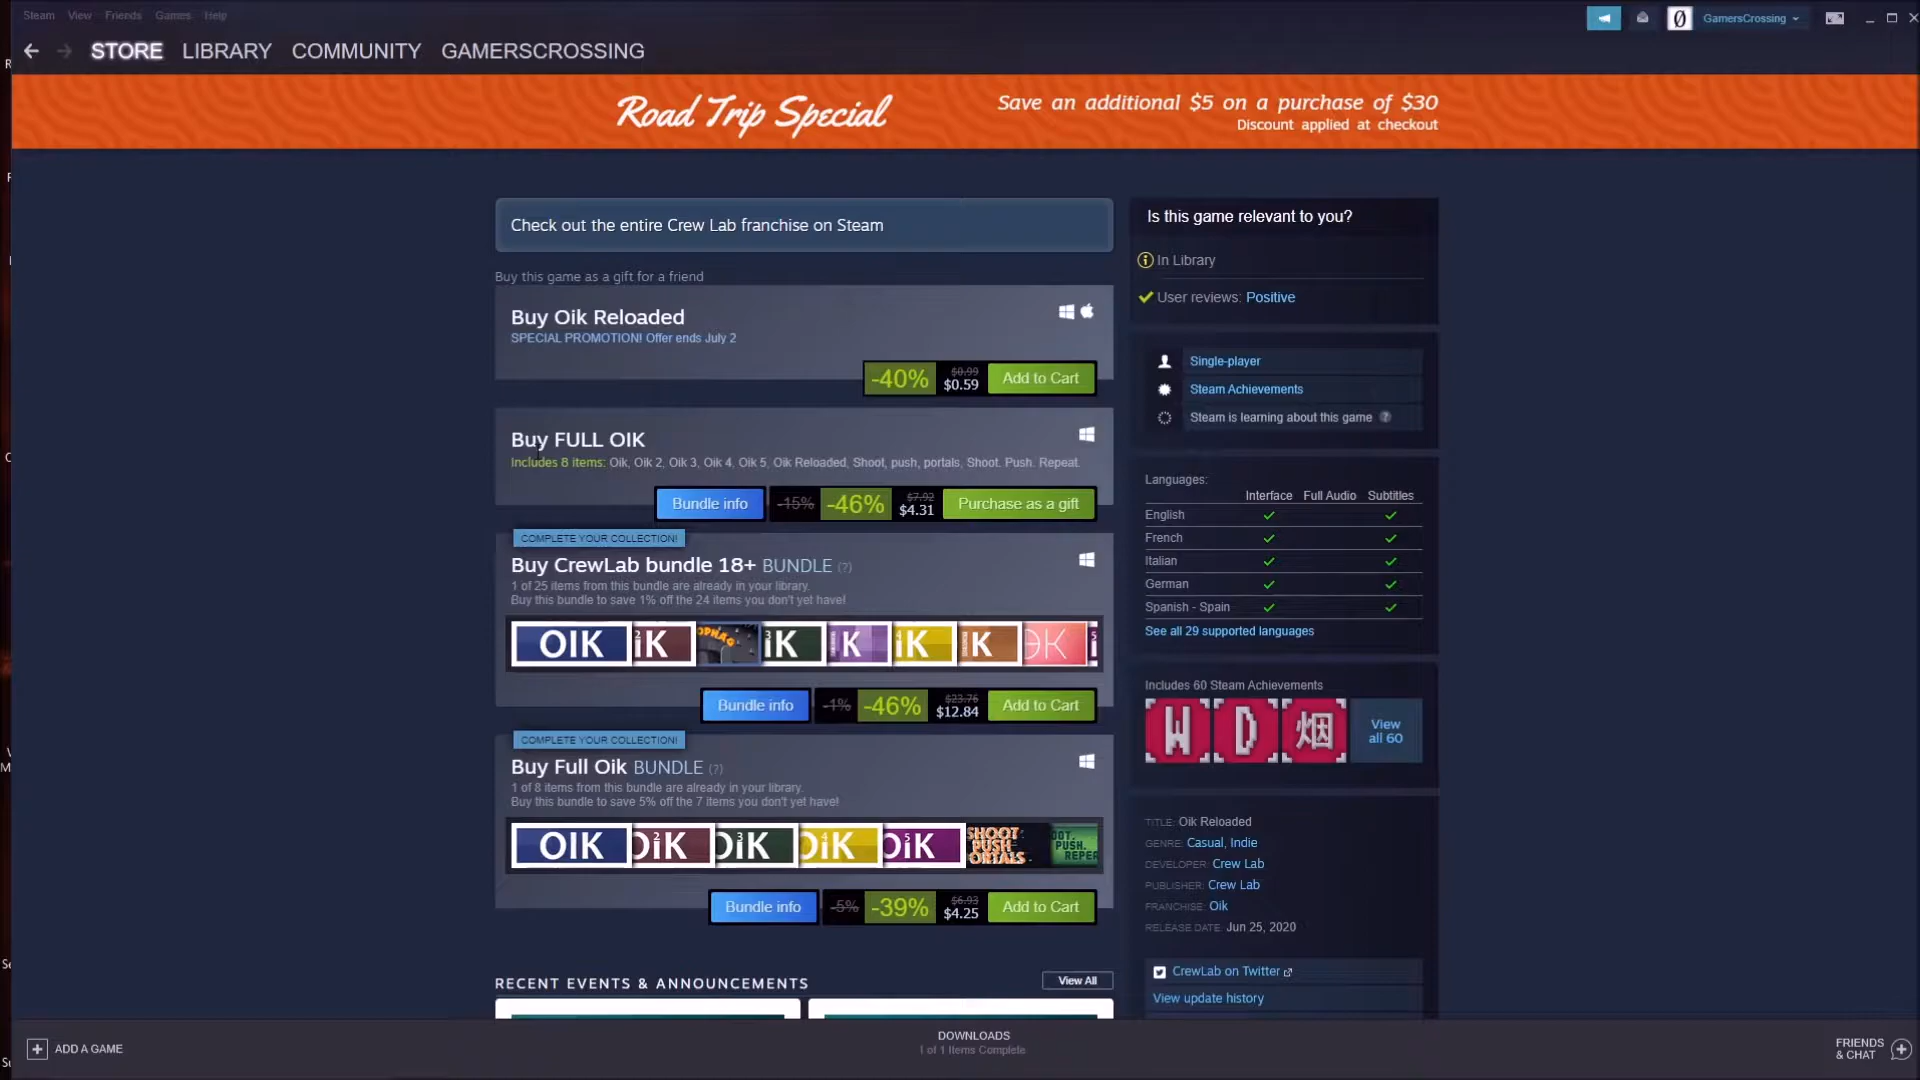 Steam View Friends Games Help
GamersCrossing
STORE LIBRARY COMMUNITY GAMERSCROSSING
Road Trip Special
Save an additional $5 on a purchase of $30
Discount applied at checkout
Check out the entire Crew Lab franchise on Steam
Buy this game as a gift for a friend
Buy Oik Reloaded
SPECIAL PROMOTION! Offer ends July 2
-40% $0.99 $0.59 Add to Cart
Buy FULL OIK
Includes 8 items: Oik, Oik 2, Oik 3, Oik 4, Oik 5, Oik Reloaded, Shoot, push, portals, Shoot. Push. Repeat.
Bundle info -15% -46% $7.92 $4.31 Purchase as a gift
COMPLETE YOUR COLLECTION!
Buy CrewLab bundle 18+ BUNDLE (?)
1 of 25 items from this bundle are already in your library.
Buy this bundle to save 1% off the 24 items you don't yet have!
OIK
Bundle info -1% -46% $23.76 $12.84 Add to Cart
COMPLETE YOUR COLLECTION!
Buy Full Oik BUNDLE (?)
1 of 8 items from this bundle are already in your library.
Buy this bundle to save 5% off the 7 items you don't yet have!
OIK
Bundle info -5% -39% $6.93 $4.25 Add to Cart
RECENT EVENTS & ANNOUNCEMENTS View All
Is this game relevant to you?
In Library
User reviews: Positive
Single-player
Steam Achievements
Steam is learning about this game ?
Languages:
Interface Full Audio Subtitles
English
French
Italian
German
Spanish - Spain
See all 29 supported languages
Includes 60 Steam Achievements
W D 烟 View all 60
TITLE: Oik Reloaded
GENRE: Casual, Indie
DEVELOPER: Crew Lab
PUBLISHER: Crew Lab
FRANCHISE: Oik
RELEASE DATE: Jun 25, 2020
CrewLab on Twitter
View update history
ADD A GAME
DOWNLOADS
1 of 1 Items Complete
FRIENDS
& CHAT